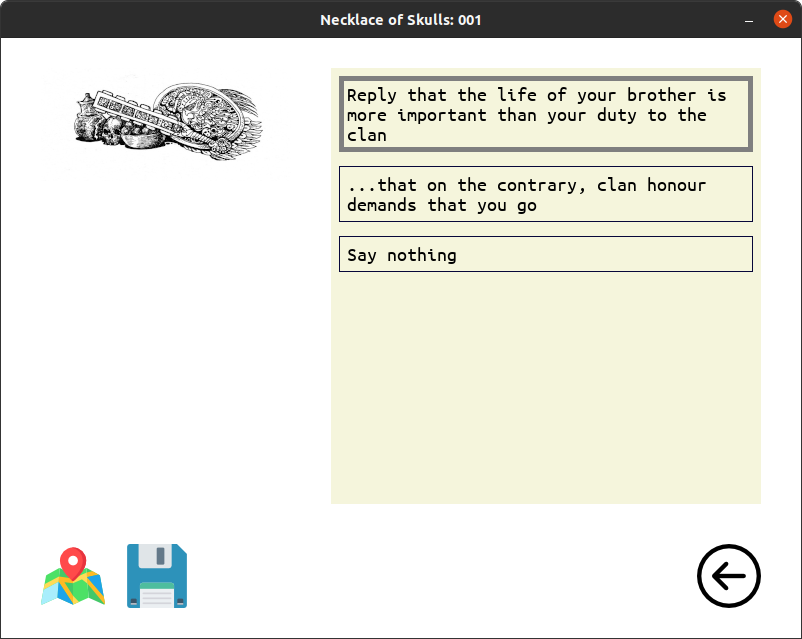 Necklace of Skulls: 001
Reply that the life of your brother is
more important than your duty to the
clan
...that on the contrary, clan honour
demands that you go
Say nothing